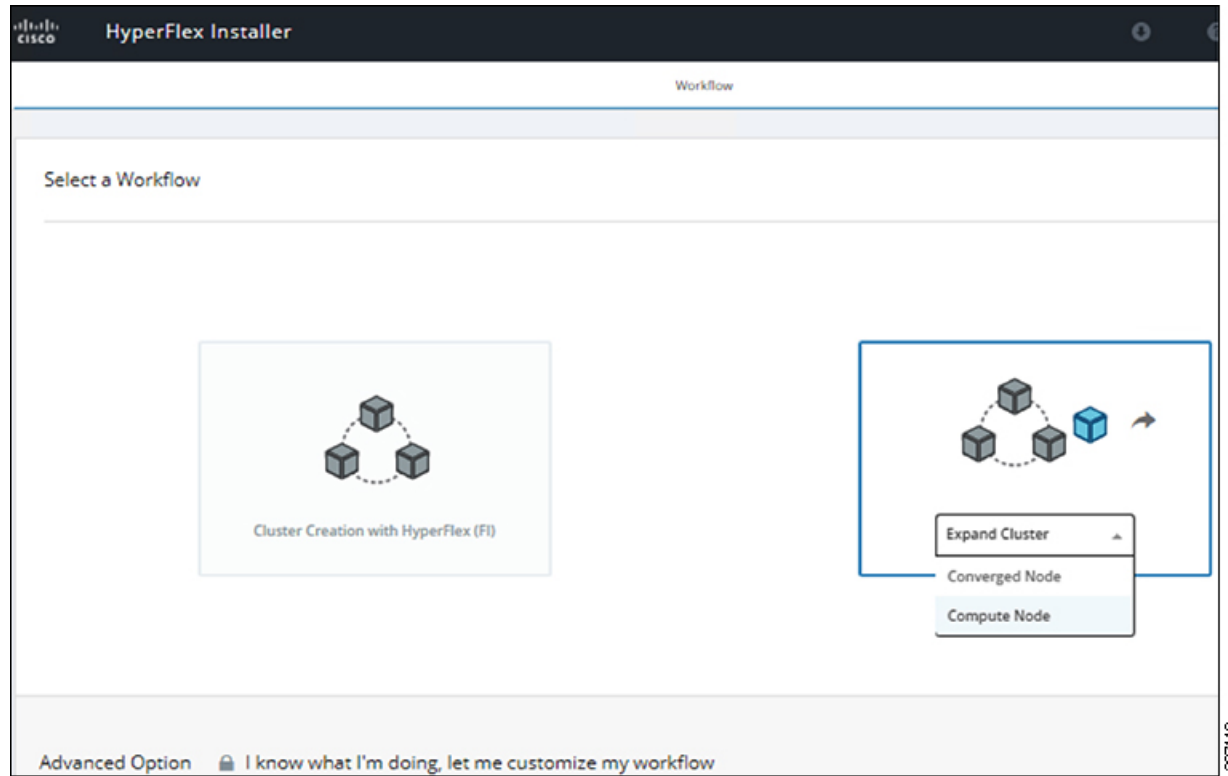 cisco
HyperFlex Installer
Workflow
Select a Workflow
Cluster Creation with HyperFlex (FI)
Expand Cluster
Converged Node
Compute Node
Advanced Option
I know what I'm doing, let me customize my workflow